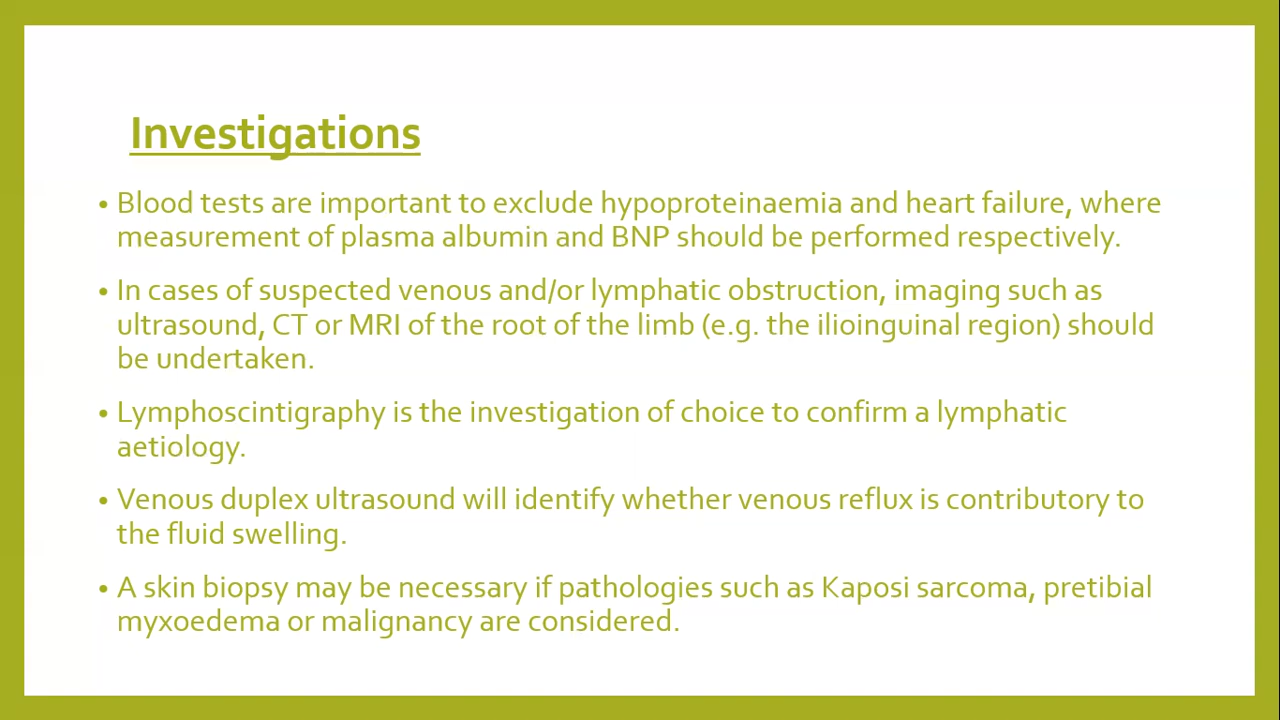 Investigations
• Blood tests are important to exclude hypoproteinaemia and heart failure, where
measurement of plasma albumin and BNP should be performed respectively.
• In cases of suspected venous and/or lymphatic obstruction, imaging such as
ultrasound, CT or MRI of the root of the limb (e.g. the ilioinguinal region) should
be undertaken.
• Lymphoscintigraphy is the investigation of choice to confirm a lymphatic
aetiology.
• Venous duplex ultrasound will identify whether venous reflux is contributory to
the fluid swelling.
• A skin biopsy may be necessary if pathologies such as Kaposi sarcoma, pretibial
myxoedema or malignancy are considered.